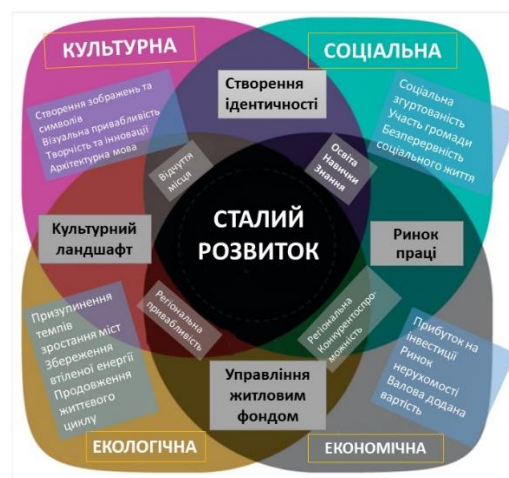 КУЛЬТУРНА
СОЦІАЛЬНА
Створення зображень та
символів
Візуальна привабливість
Творчість та інновації
Архітектурна мова
Створення
ідентичності
Соціальна
згуртованість
Участь громади
Безперервність
соціального життя
Відчуття
місця
Освіта
Навички
Знання
Культурний
ландшафт
СТАЛИЙ
РОЗВИТОК
Ринок
праці
Призупинення
темпів
зростання міст
Збереження
втіленої енергії
Продовження
життєвого
циклу
Регіональна
привабливість
Регіональна
Конкурентоспро-
можність
Прибуток на
інвестиції
Ринок
нерухомості
Валова додана
вартість
Управління
житловим
фондом
ЕКОЛОГІЧНА
ЕКОНОМІЧНА